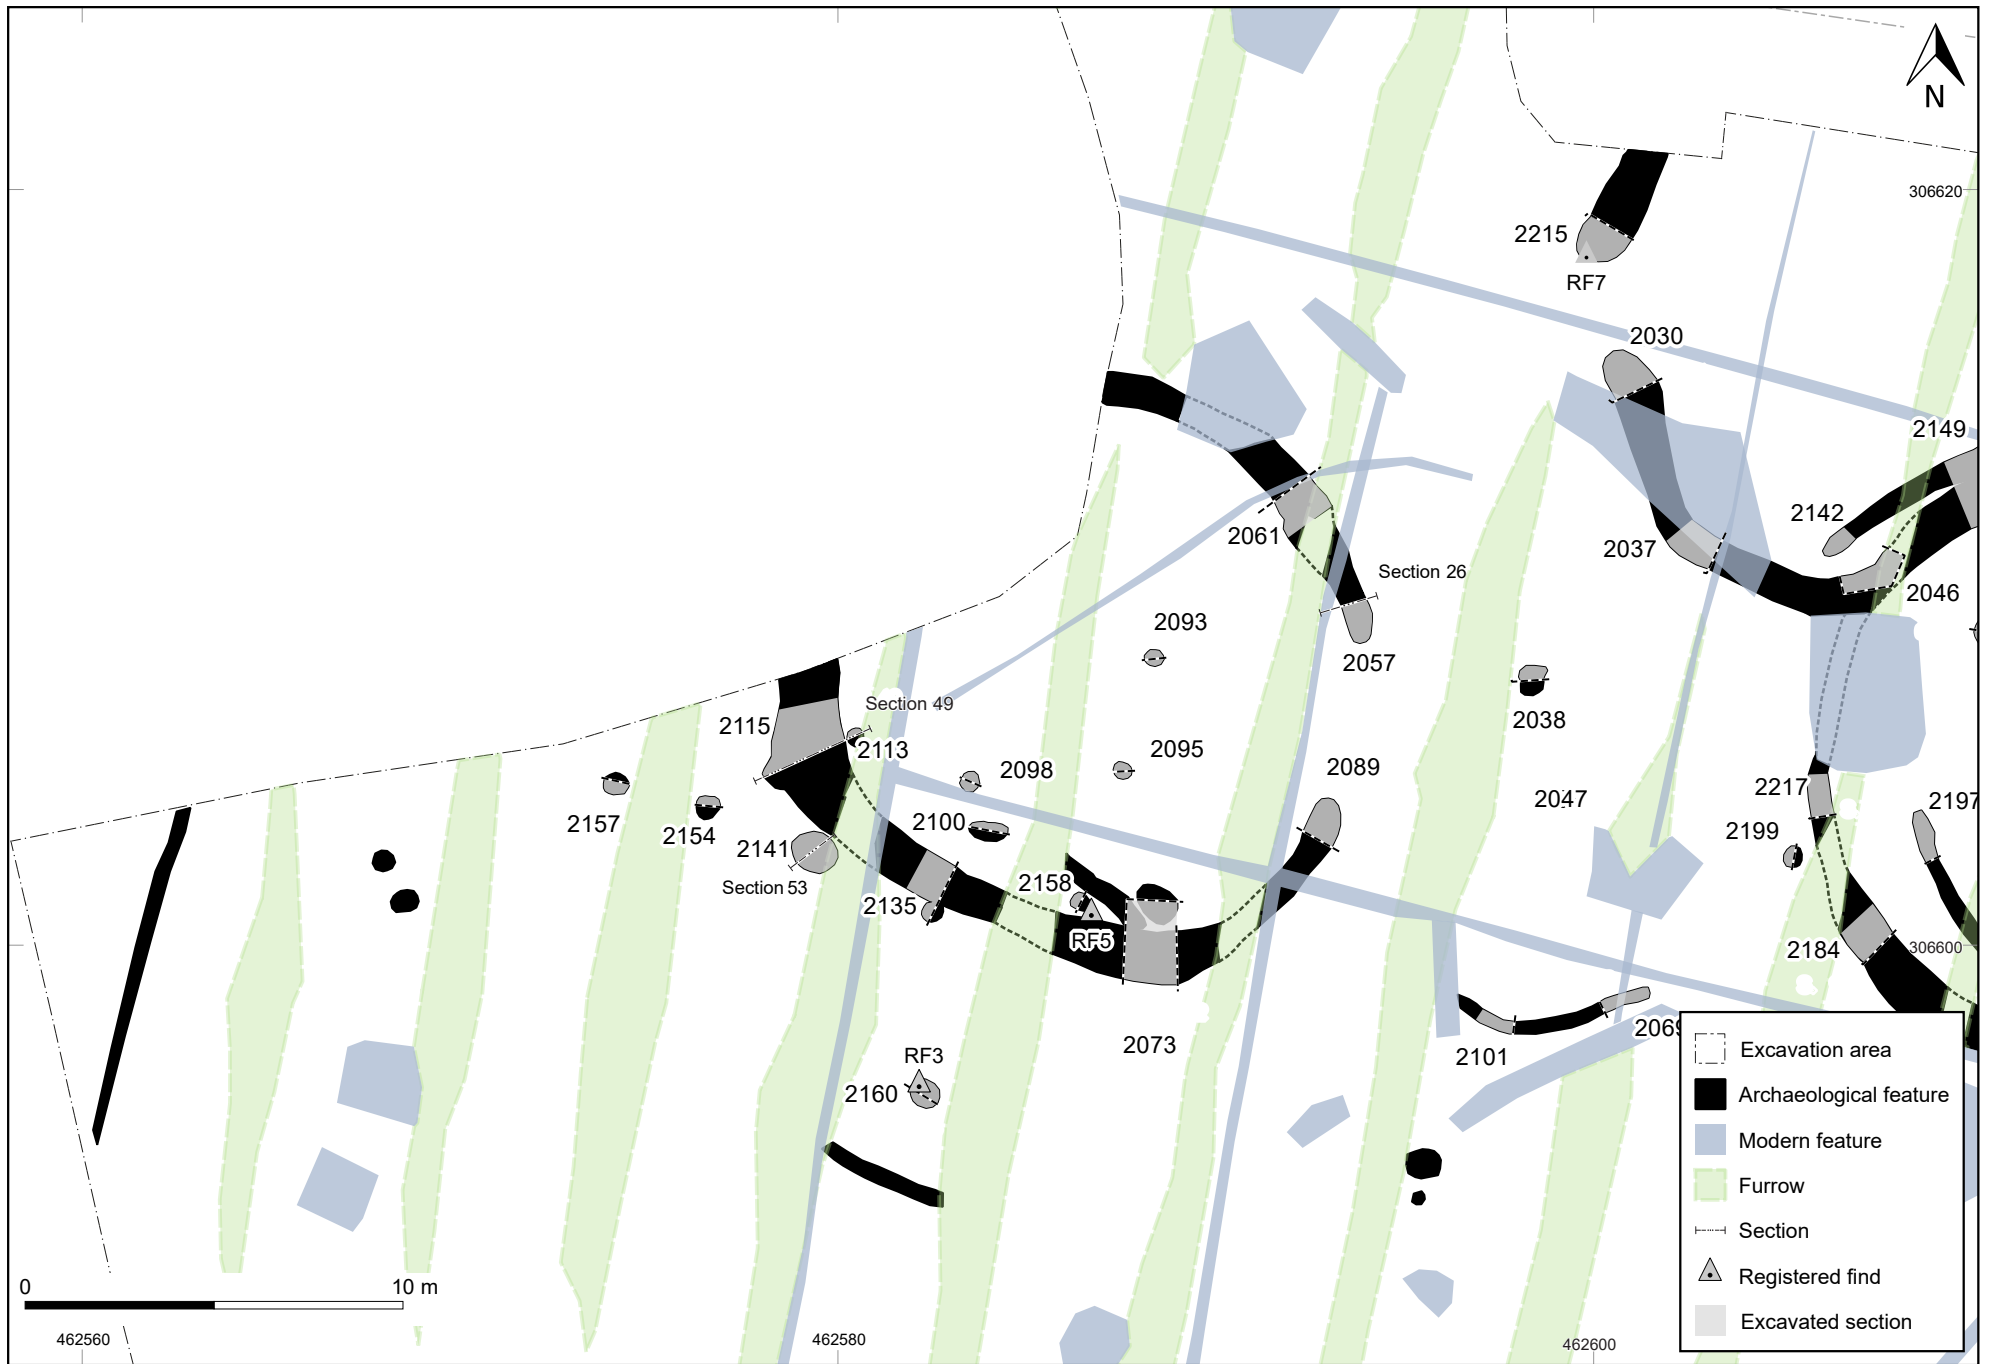 N
306620
2215
RF7
2030
2149
2142
2061
2037
Section 26
2046
2093
2057
Section 49
2115
2113
2038
2095
2098
2089
2217
2047
2197
2157
2154
2100
2199
2141
Section 53
2158
2135
RF5
2184
306600
2073
2101
2069
RF3
2160
Excavation area
Archaeological feature
Modern feature
Furrow
Section
Registered find
Excavated section
0 10 m
462560
462580
462600